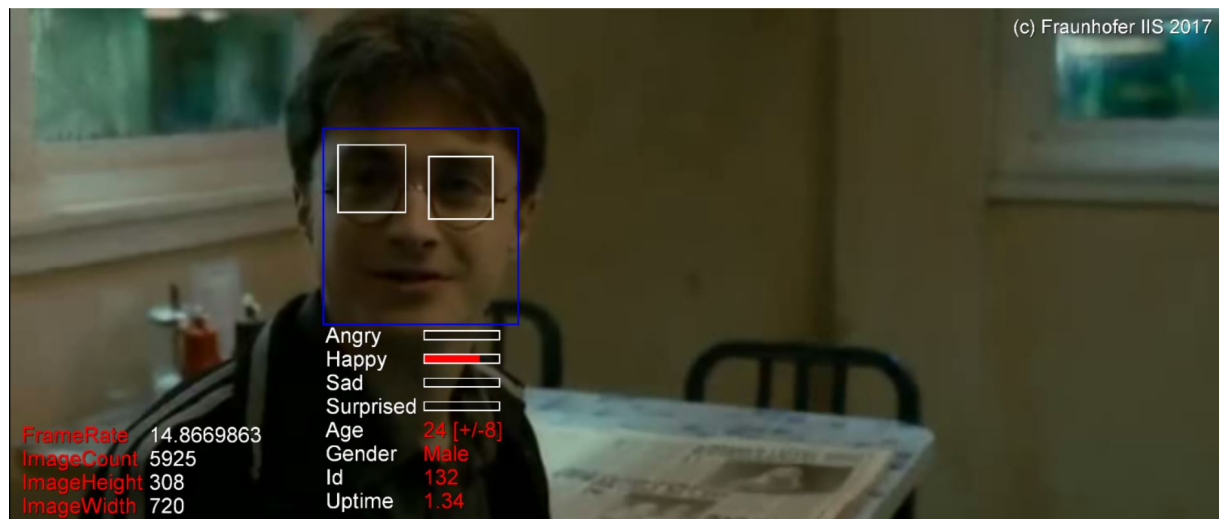 (c) Fraunhofer IIS 2017
Angry
Happy
Sad
Surprised
Age 24 [+/-8]
Gender Male
Id 132
Uptime 1.34
FrameRate 14.8669863
ImageCount 5925
ImageHeight 308
ImageWidth 720